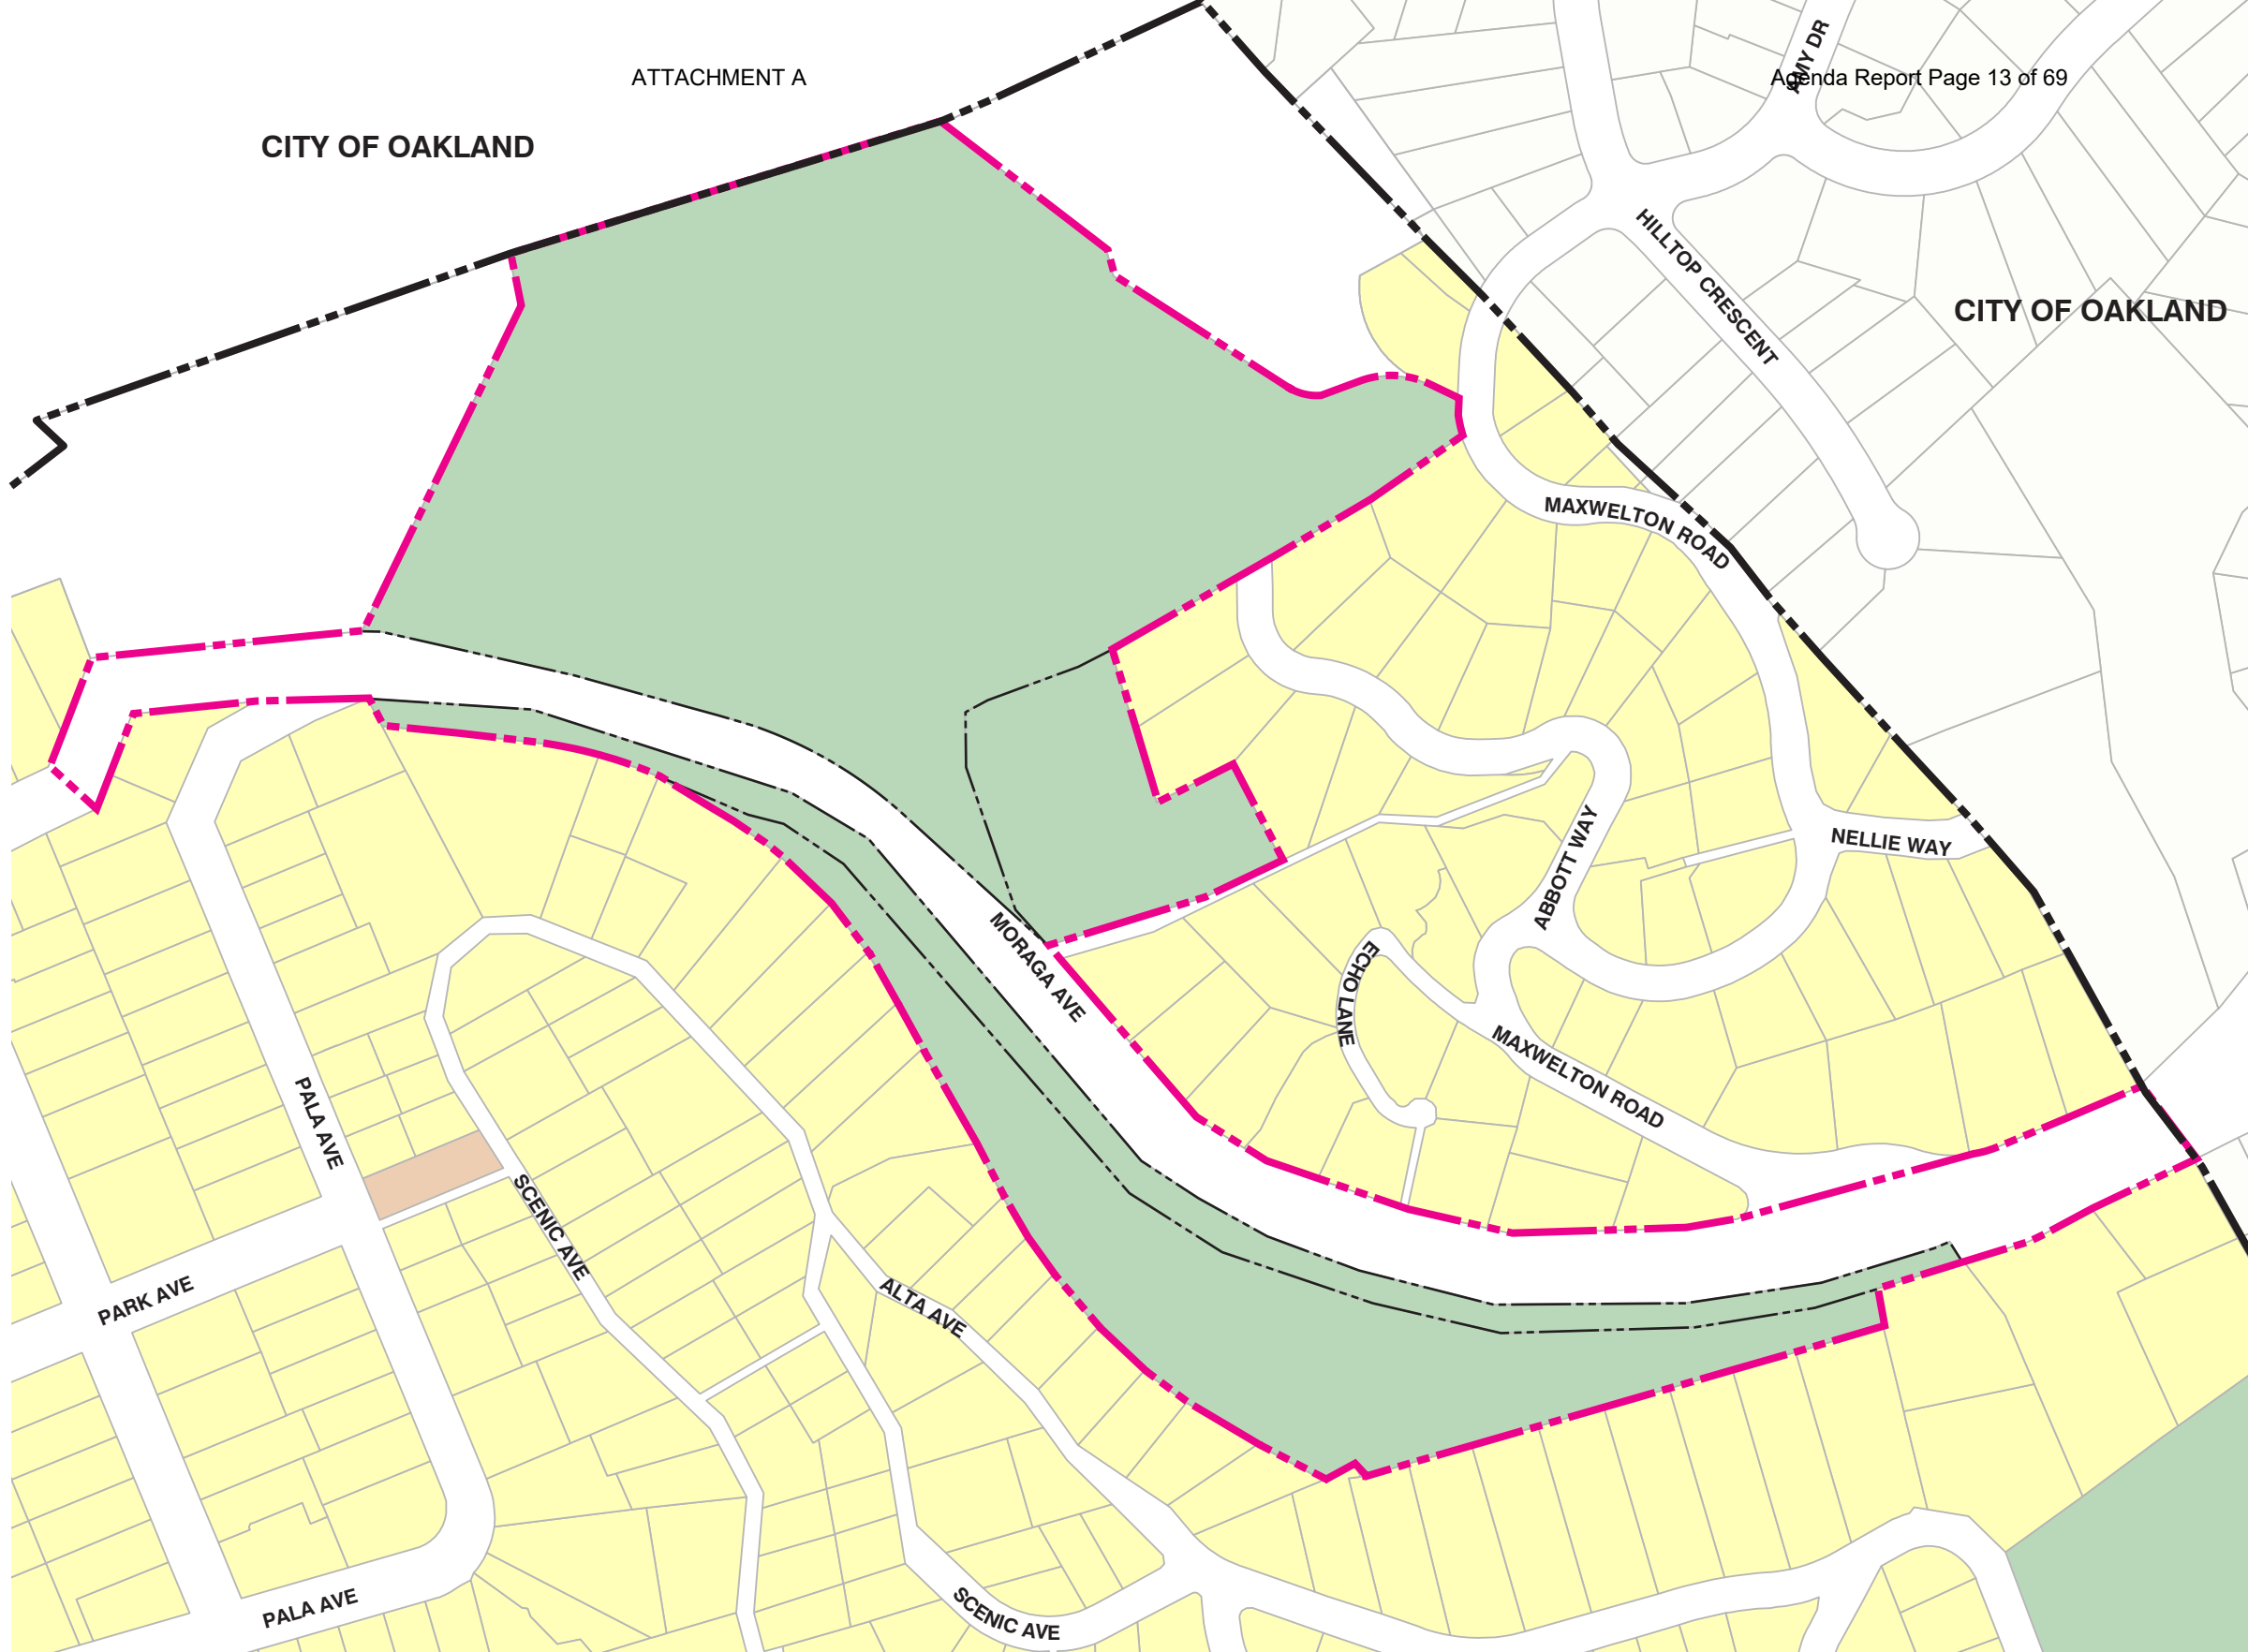 ATTACHMENT A
Agenda Report Page 13 of 69
AMY DR
CITY OF OAKLAND
HILLTOP CRESCENT
CITY OF OAKLAND
MAXWELTON ROAD
NELLIE WAY
ABBOTT WAY
MORAGA AVE
ECHO LANE
MAXWELTON ROAD
PALA AVE
SCENIC AVE
PARK AVE
ALTA AVE
PALA AVE
SCENIC AVE